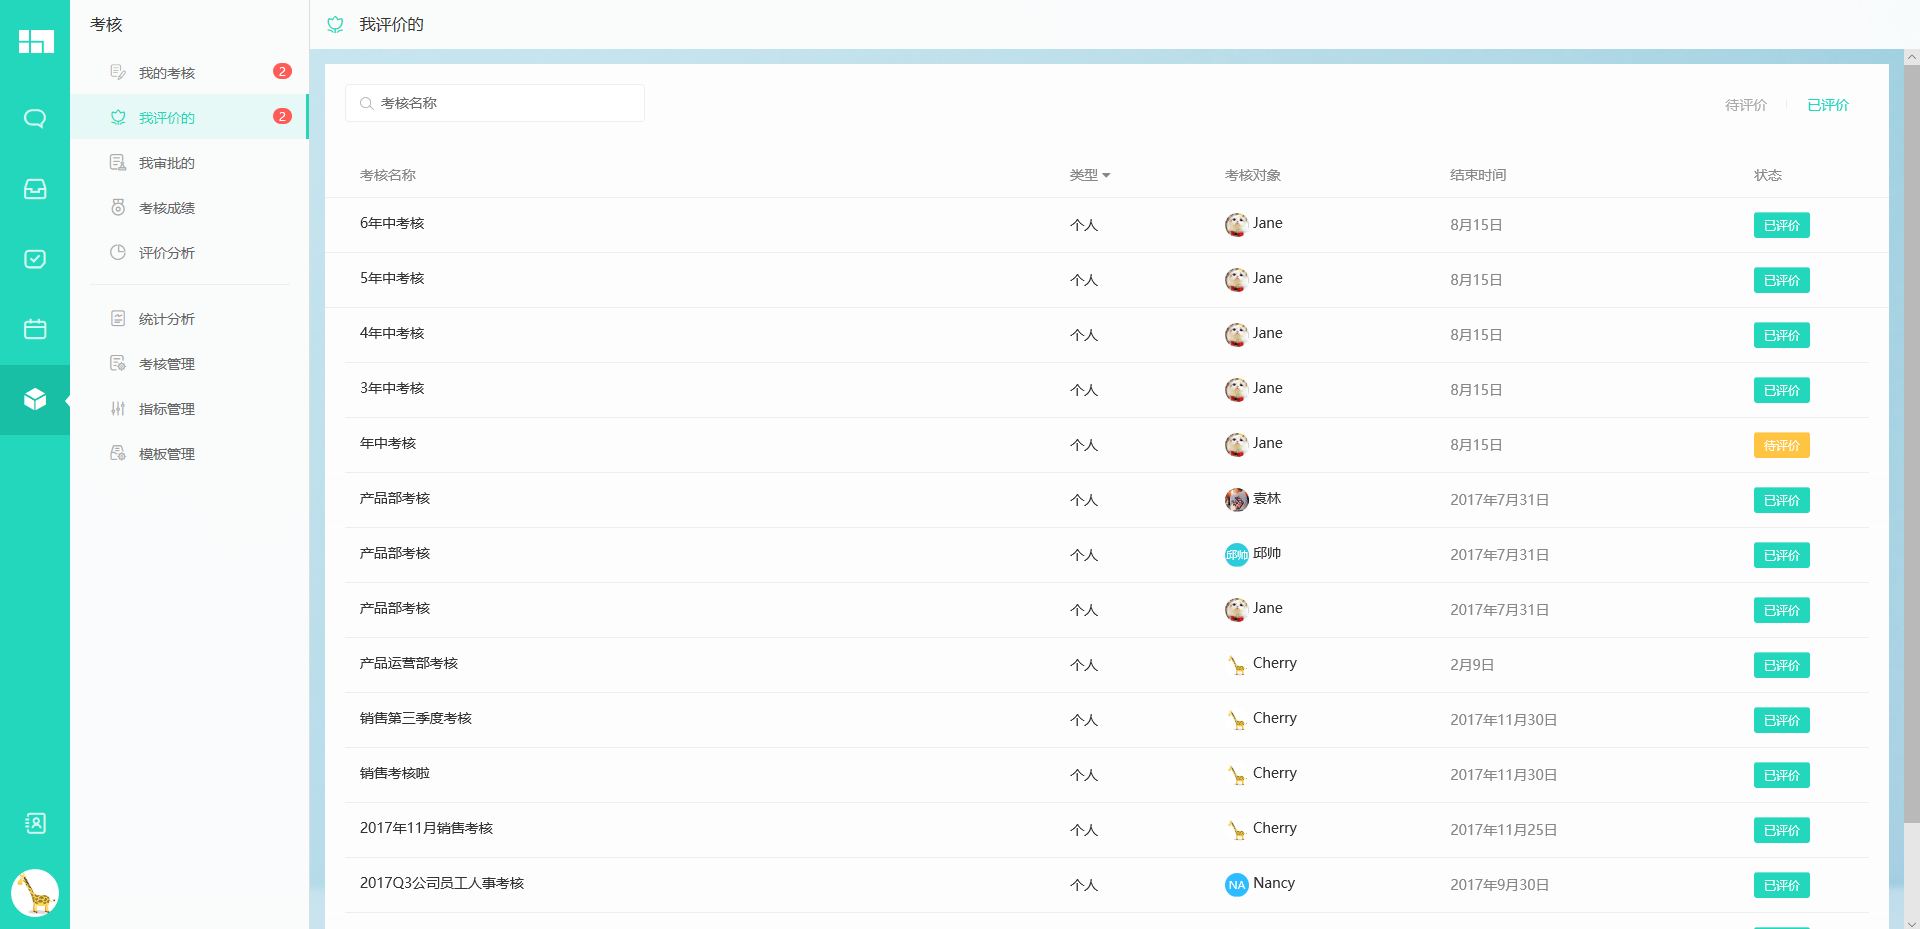 考核
我的考核 2
我评价的 2
我审批的
考核成绩
评价分析
统计分析
考核管理
指标管理
模板管理
我评价的
考核名称
待评价 已评价
考核名称 类型 考核对象 结束时间 状态
6年中考核 个人 Jane 8月15日 已评价
5年中考核 个人 Jane 8月15日 已评价
4年中考核 个人 Jane 8月15日 已评价
3年中考核 个人 Jane 8月15日 已评价
年中考核 个人 Jane 8月15日 待评价
产品部考核 个人 袁林 2017年7月31日 已评价
产品部考核 个人 邱帅 邱帅 2017年7月31日 已评价
产品部考核 个人 Jane 2017年7月31日 已评价
产品运营部考核 个人 Cherry 2月9日 已评价
销售第三季度考核 个人 Cherry 2017年11月30日 已评价
销售考核啦 个人 Cherry 2017年11月30日 已评价
2017年11月销售考核 个人 Cherry 2017年11月25日 已评价
2017Q3公司员工人事考核 个人 NA Nancy 2017年9月30日 已评价